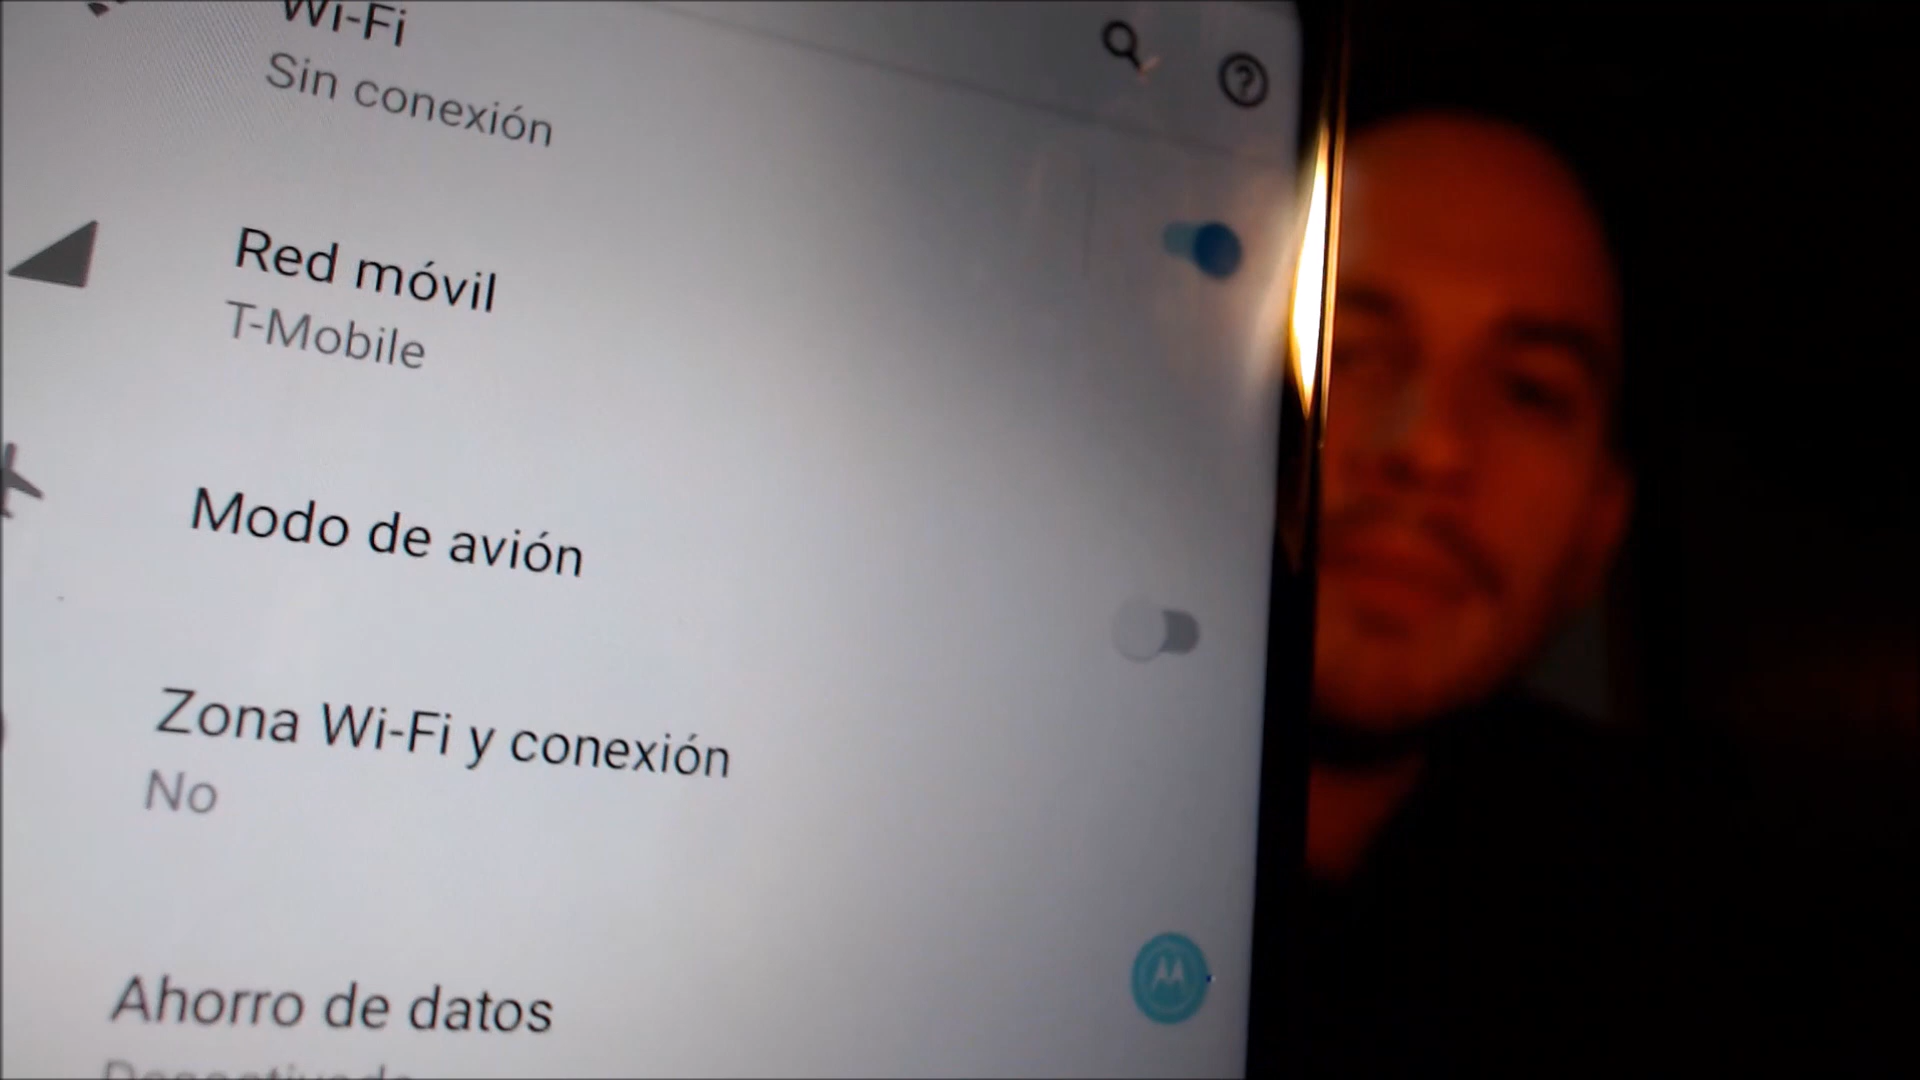 Wi-Fi
Sin conexión
Red móvil
T-Mobile
Modo de avión
Zona Wi-Fi y conexión
No
Ahorro de datos